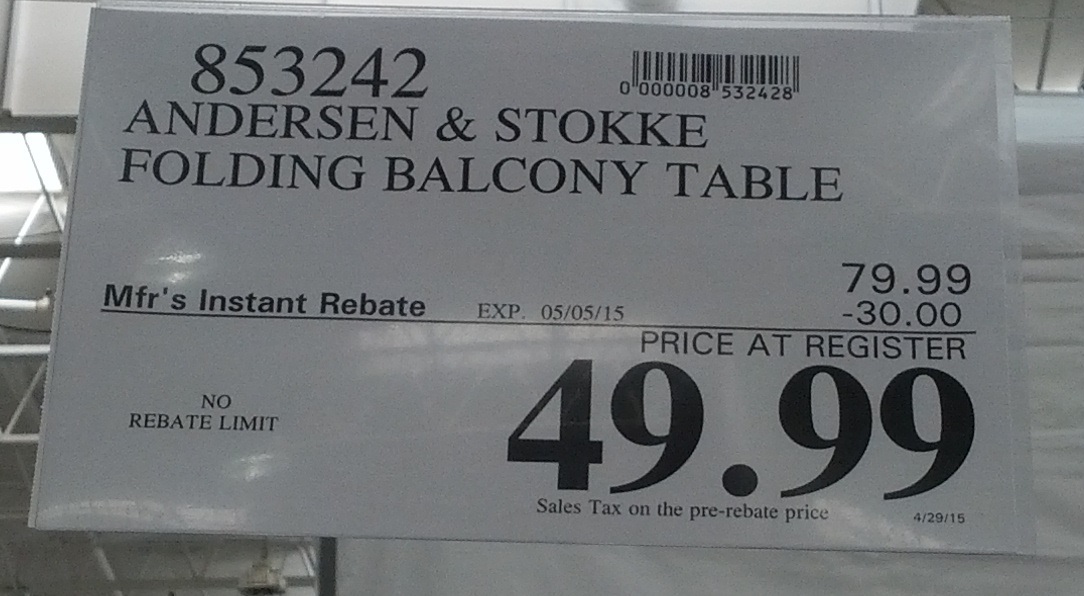 853242
0 000008 532428
ANDERSEN & STOKKE
FOLDING BALCONY TABLE
79.99
Mfr's Instant Rebate EXP. 05/05/15 -30.00
PRICE AT REGISTER
49.99
NO
REBATE LIMIT
Sales Tax on the pre-rebate price 4/29/15